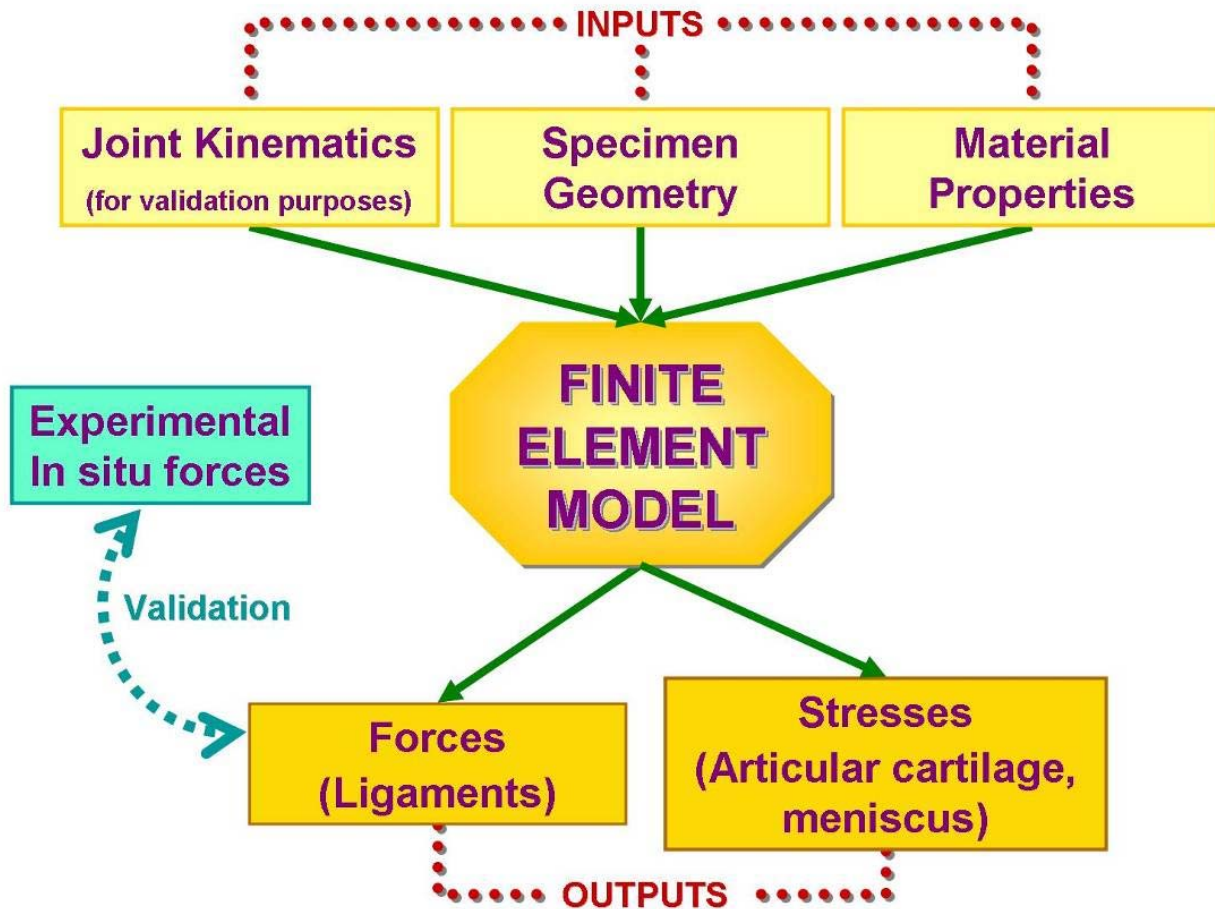 INPUTS
Joint Kinematics
(for validation purposes)
Specimen
Geometry
Material
Properties
FINITE
ELEMENT
MODEL
Experimental
In situ forces
Validation
Forces
(Ligaments)
Stresses
(Articular cartilage,
meniscus)
OUTPUTS